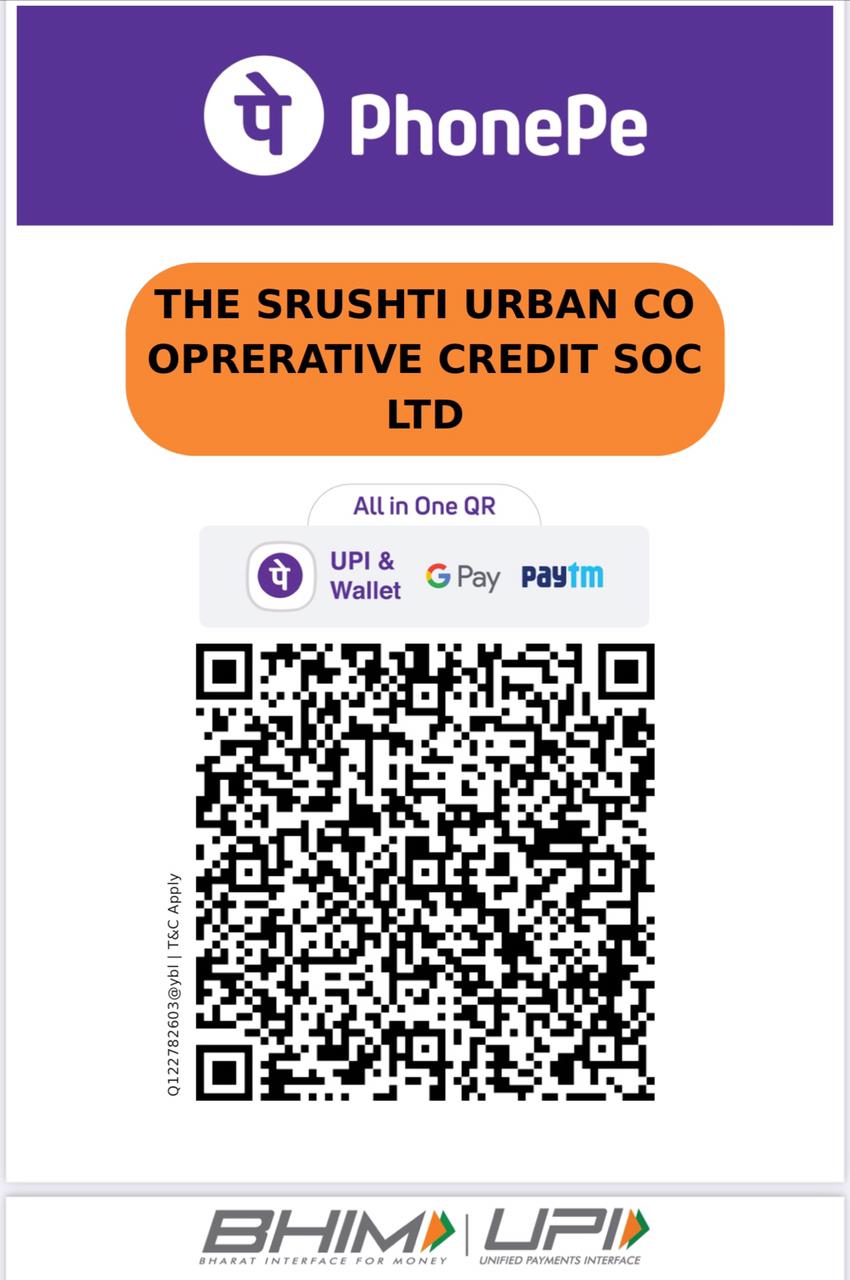 पे PhonePe
THE SRUSHTI URBAN CO
OPRERATIVE CREDIT SOC
LTD
All in One QR
पे UPI &
Wallet
G Pay
paytm
Q122782603@ybl | T&C Apply
BHIM | UPI
BHARAT INTERFACE FOR MONEY UNIFIED PAYMENTS INTERFACE